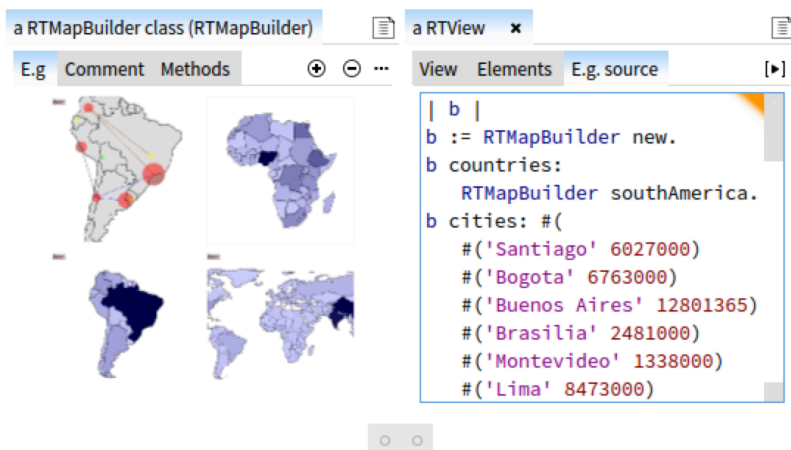 a RTMapBuilder class (RTMapBuilder)
E.g Comment Methods
a RTView
View Elements E.g. source
| b |
b := RTMapBuilder new.
b countries:
RTMapBuilder southAmerica.
b cities: #(
#('Santiago' 6027000)
#('Bogota' 6763000)
#('Buenos Aires' 12801365)
#('Brasilia' 2481000)
#('Montevideo' 1338000)
#('Lima' 8473000)